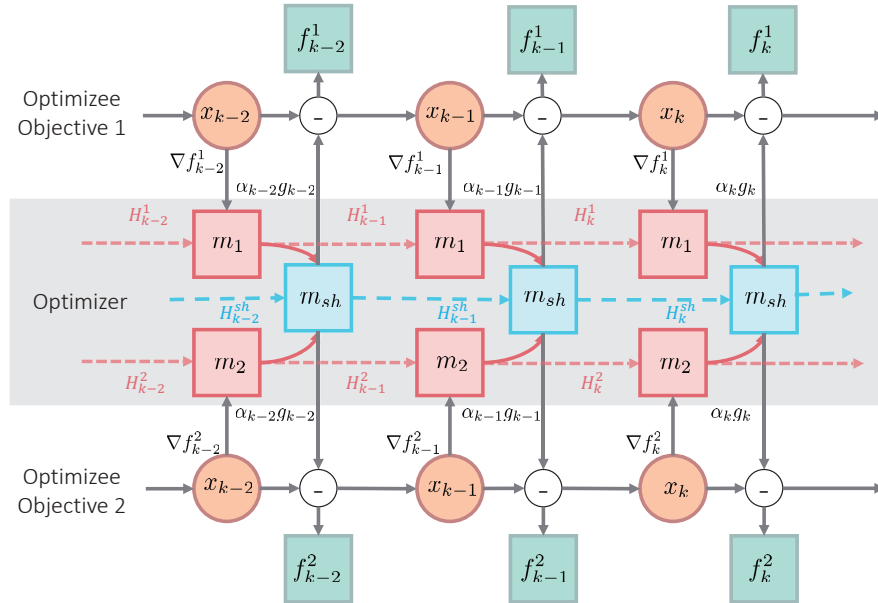 f^1_{k-2} f^1_{k-1} f^1_k
Optimizee
Objective 1
x_{k-2} - x_{k-1} - x_k -
∇f^1_{k-2} ∇f^1_{k-1} ∇f^1_k
α_{k-2}g_{k-2} α_{k-1}g_{k-1} α_kg_k
H^1_{k-2} H^1_{k-1} H^1_k
m_1 m_1 m_1
Optimizer
m_{sh} m_{sh} m_{sh}
H^{sh}_{k-2} H^{sh}_{k-1} H^{sh}_k
m_2 m_2 m_2
H^2_{k-2} H^2_{k-1} H^2_k
α_{k-2}g_{k-2} α_{k-1}g_{k-1} α_kg_k
∇f^2_{k-2} ∇f^2_{k-1} ∇f^2_k
Optimizee
Objective 2
x_{k-2} - x_{k-1} - x_k -
f^2_{k-2} f^2_{k-1} f^2_k